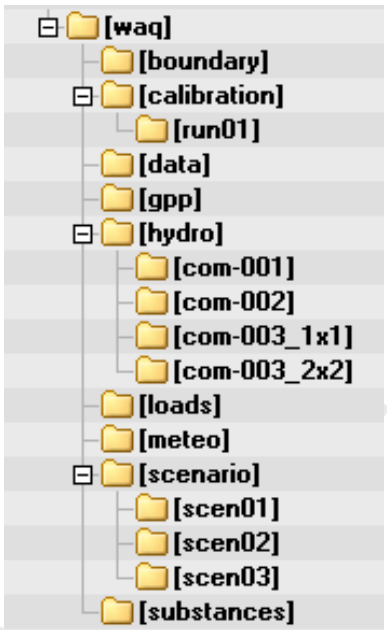 [waq]
[boundary]
[calibration]
[run01]
[data]
[gpp]
[hydro]
[com-001]
[com-002]
[com-003_1x1]
[com-003_2x2]
[loads]
[meteo]
[scenario]
[scen01]
[scen02]
[scen03]
[substances]